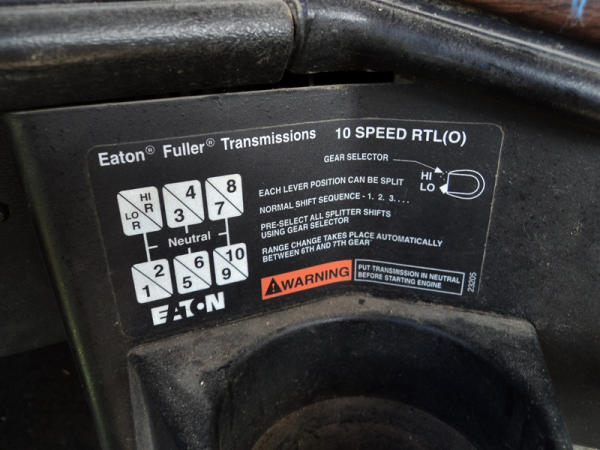 Eaton® Fuller® Transmissions 10 SPEED RTL(O)
GEAR SELECTOR
HI
LO
HI R
LO R
4
3
8
7
EACH LEVER POSITION CAN BE SPLIT
NORMAL SHIFT SEQUENCE - 1. 2. 3. . . .
PRE-SELECT ALL SPLITTER SHIFTS
USING GEAR SELECTOR
Neutral
RANGE CHANGE TAKES PLACE AUTOMATICALLY
BETWEEN 6TH AND 7TH GEAR
2
1
6
5
10
9
WARNING
PUT TRANSMISSION IN NEUTRAL
BEFORE STARTING ENGINE
EATON
23205